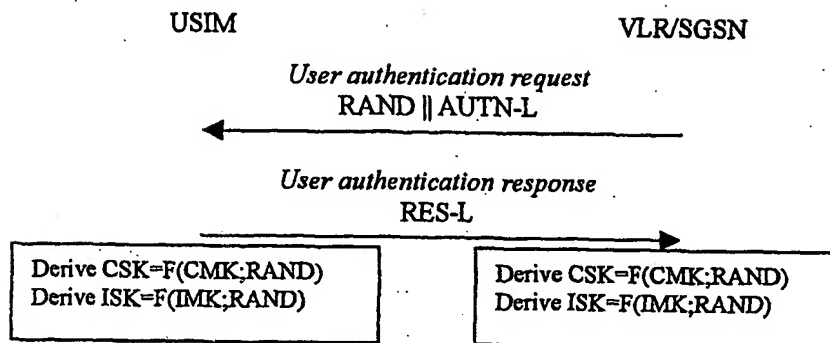 USIM VLR/SGSN
User authentication request
RAND || AUTN-L
User authentication response
RES-L
Derive CSK=F(CMK;RAND)
Derive ISK=F(IMK;RAND)
Derive CSK=F(CMK;RAND)
Derive ISK=F(IMK;RAND)